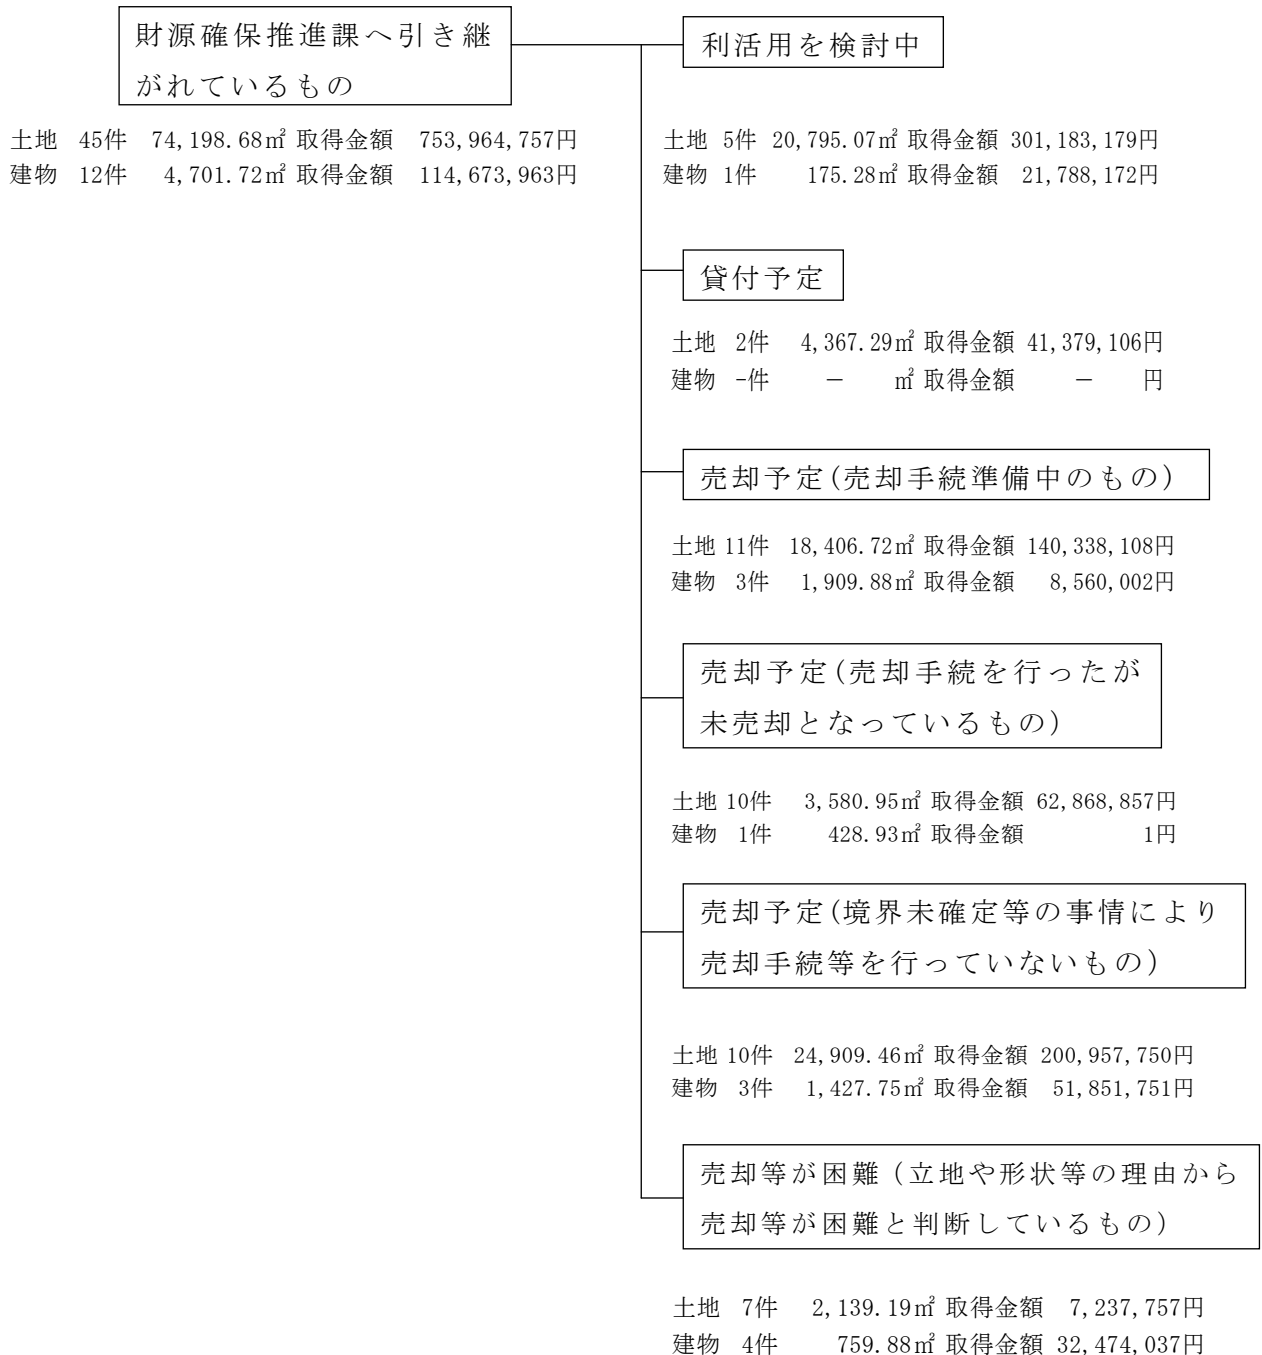 財源確保推進課へ引き継
がれているもの
土地 45件 74,198.68㎡ 取得金額 753,964,757円
建物 12件 4,701.72㎡ 取得金額 114,673,963円
利活用を検討中
土地 5件 20,795.07㎡ 取得金額 301,183,179円
建物 1件 175.28㎡ 取得金額 21,788,172円
貸付予定
土地 2件 4,367.29㎡ 取得金額 41,379,106円
建物 -件 － ㎡ 取得金額 － 円
売却予定(売却手続準備中のもの)
土地 11件 18,406.72㎡ 取得金額 140,338,108円
建物 3件 1,909.88㎡ 取得金額 8,560,002円
売却予定(売却手続を行ったが
未売却となっているもの)
土地 10件 3,580.95㎡ 取得金額 62,868,857円
建物 1件 428.93㎡ 取得金額 1円
売却予定(境界未確定等の事情により
売却手続等を行っていないもの)
土地 10件 24,909.46㎡ 取得金額 200,957,750円
建物 3件 1,427.75㎡ 取得金額 51,851,751円
売却等が困難(立地や形状等の理由から
売却等が困難と判断しているもの)
土地 7件 2,139.19㎡ 取得金額 7,237,757円
建物 4件 759.88㎡ 取得金額 32,474,037円